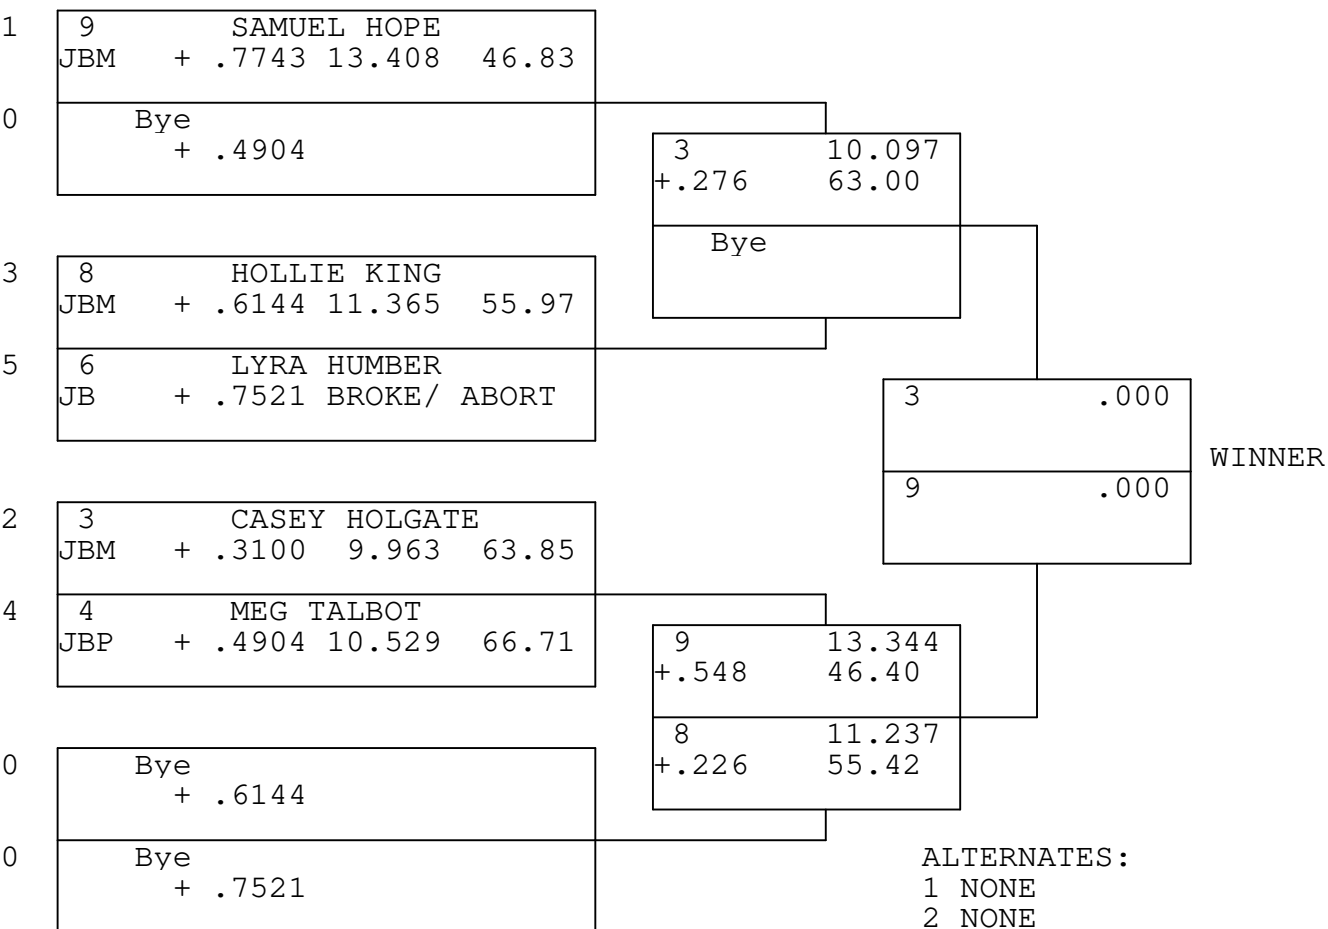 1 9 SAMUEL HOPE
JBM + .7743 13.408 46.83
0 Bye
+ .4904
3 10.097
+.276 63.00
Bye
3 8 HOLLIE KING
JBM + .6144 11.365 55.97
5 6 LYRA HUMBER
JB + .7521 BROKE/ ABORT
3 .000
WINNER
9 .000
2 3 CASEY HOLGATE
JBM + .3100 9.963 63.85
4 4 MEG TALBOT
JBP + .4904 10.529 66.71
9 13.344
+.548 46.40
8 11.237
+.226 55.42
0 Bye
+ .6144
0 Bye
+ .7521
ALTERNATES:
1 NONE
2 NONE